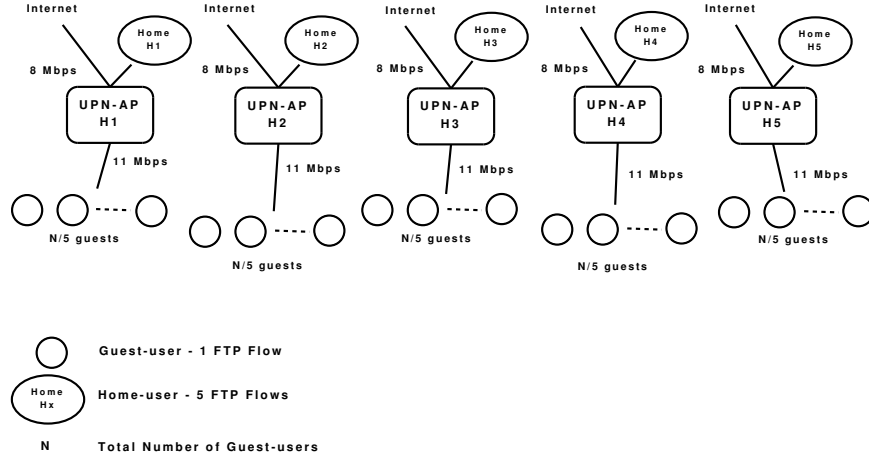 Internet
Home
H1
8 Mbps
UPN-AP
H1
11 Mbps
N/5 guests
Internet
Home
H2
8 Mbps
UPN-AP
H2
11 Mbps
N/5 guests
Internet
Home
H3
8 Mbps
UPN-AP
H3
11 Mbps
N/5 guests
Internet
Home
H4
8 Mbps
UPN-AP
H4
11 Mbps
N/5 guests
Internet
Home
H5
8 Mbps
UPN-AP
H5
11 Mbps
N/5 guests
Guest-user - 1 FTP Flow
Home
Hx
Home-user - 5 FTP Flows
N Total Number of Guest-users